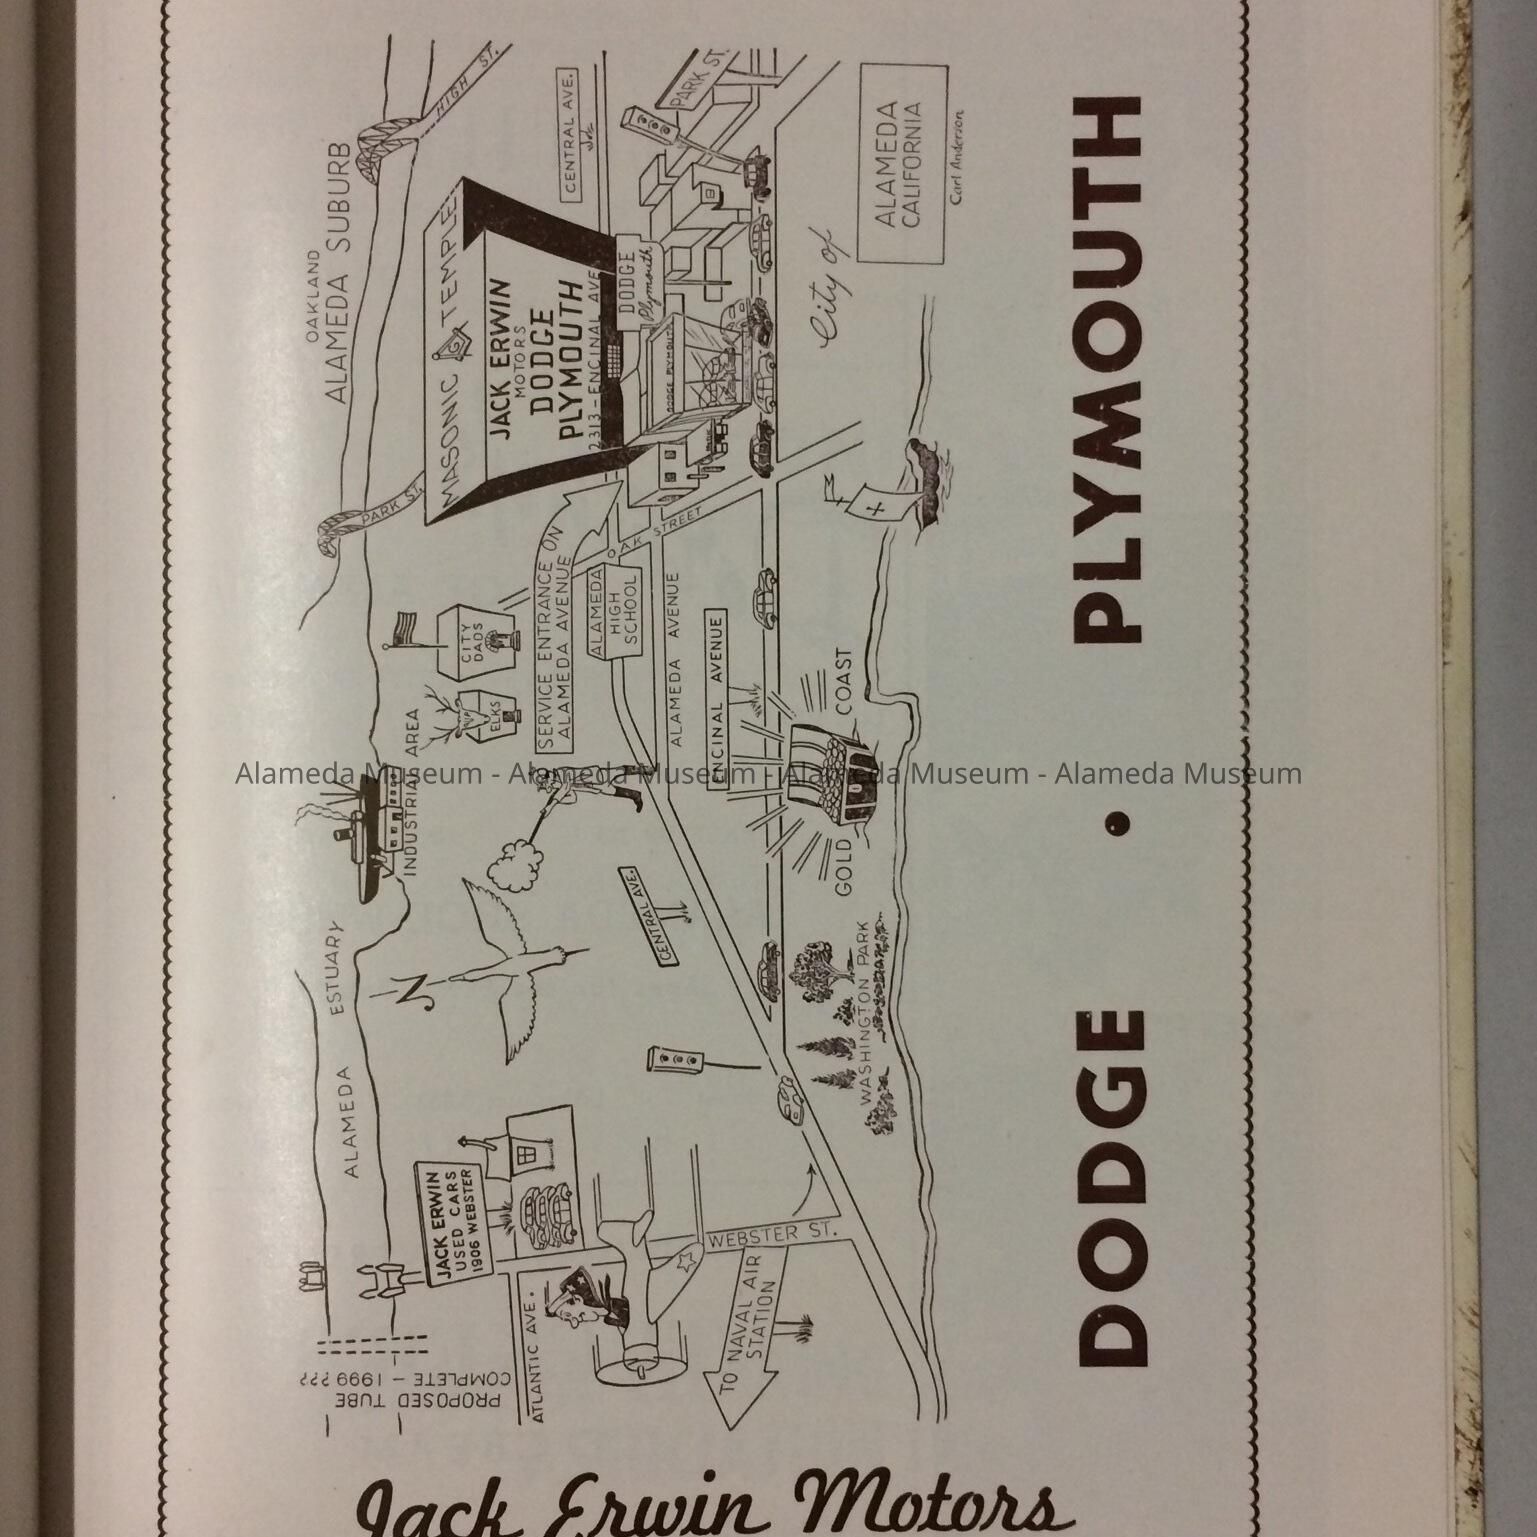 Jack Erwin Motors
PROPOSED TUBE
COMPLETE - 1999 ???
ALAMEDA ESTUARY
OAKLAND
ALAMEDA SUBURB
HIGH ST.
PARK ST.
INDUSTRIAL AREA
JACK ERWIN
USED CARS
1906 WEBSTER
N
ELKS
CITY
DADS
MASONIC TEMPLE
G
JACK ERWIN
MOTORS
DODGE
PLYMOUTH
2313 - ENCINAL AVE.
CENTRAL AVE.
PARK ST.
DODGE
Plymouth
DODGE PLYMOUTH
SERVICE ENTRANCE ON
ALAMEDA AVENUE
ALAMEDA
HIGH
SCHOOL
OAK STREET
ALAMEDA AVENUE
ENCINAL AVENUE
CENTRAL AVE.
ATLANTIC AVE.
WEBSTER ST.
TO NAVAL AIR
STATION
GOLD COAST
WASHINGTON PARK
City of
ALAMEDA
CALIFORNIA
Carl Anderson
DODGE • PLYMOUTH
Alameda Museum - Alameda Museum - Alameda Museum - Alameda Museum